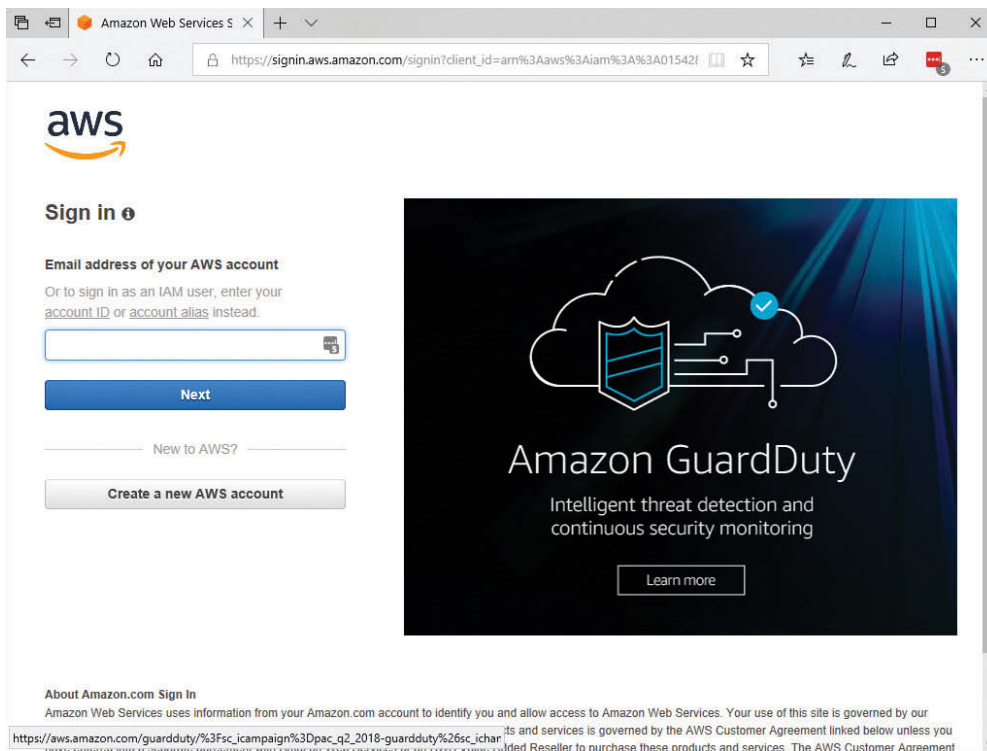 Amazon Web Services S
https://signin.aws.amazon.com/signin?client_id=arn%3Aaws%3Aiam%3A%3A015428
5
aws
Sign in
Email address of your AWS account
Or to sign in as an IAM user, enter your
account ID or account alias instead.
5
Next
New to AWS?
Create a new AWS account
Amazon GuardDuty
Intelligent threat detection and
continuous security monitoring
Learn more
About Amazon.com Sign In
Amazon Web Services uses information from your Amazon.com account to identify you and allow access to Amazon Web Services. Your use of this site is governed by our
https://aws.amazon.com/guardduty/%3Fsc_icampaign%3Dpac_q2_2018-guardduty%26sc_ichan
and services is governed by the AWS Customer Agreement linked below unless you
Reseller to purchase these products and services. The AWS Customer Agreement